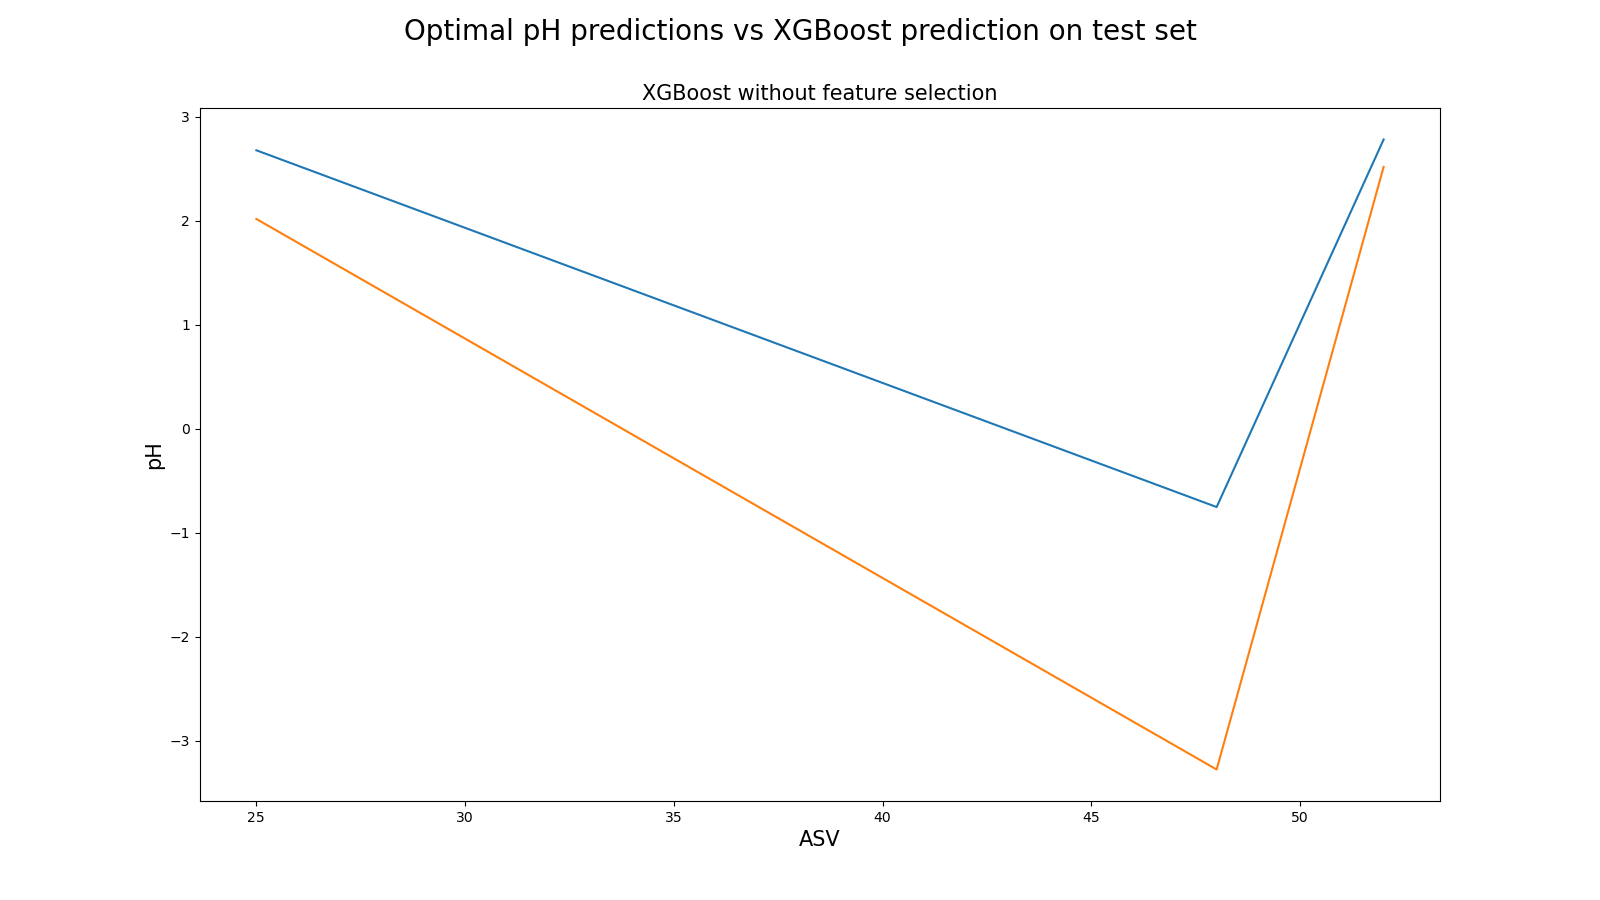 Optimal pH predictions vs XGBoost prediction on test set
XGBoost without feature selection
3
2
1
0
−1
−2
−3
pH
25 30 35 40 45 50
ASV